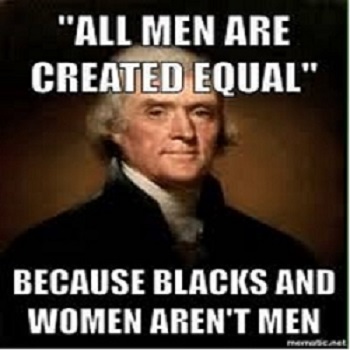 "ALL MEN ARE
CREATED EQUAL"
BECAUSE BLACKS AND
WOMEN AREN'T MEN
mematic.net